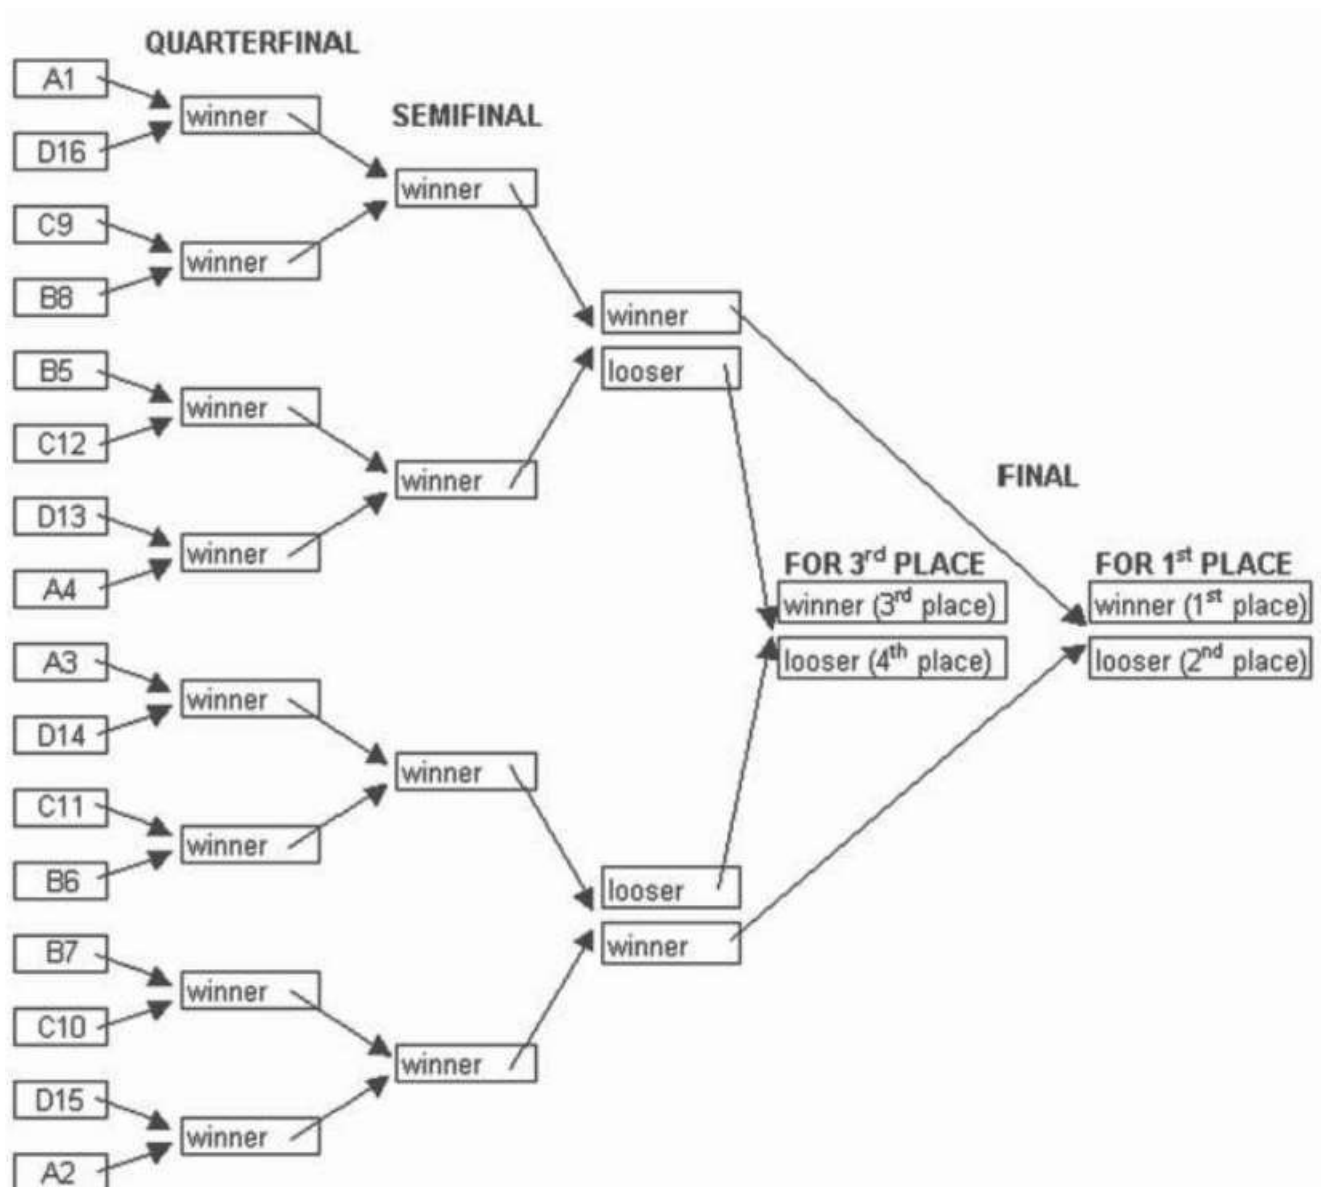 QUARTERFINAL
A1
winner
SEMIFINAL
D16
winner
C9
winner
B8
winner
B5
looser
winner
C12
winner
FINAL
D13
winner
FOR 3rd PLACE
FOR 1st PLACE
A4
winner (3rd place)
winner (1st place)
A3
looser (4th place)
looser (2nd place)
winner
D14
winner
C11
winner
B6
looser
B7
winner
winner
C10
winner
D15
winner
A2